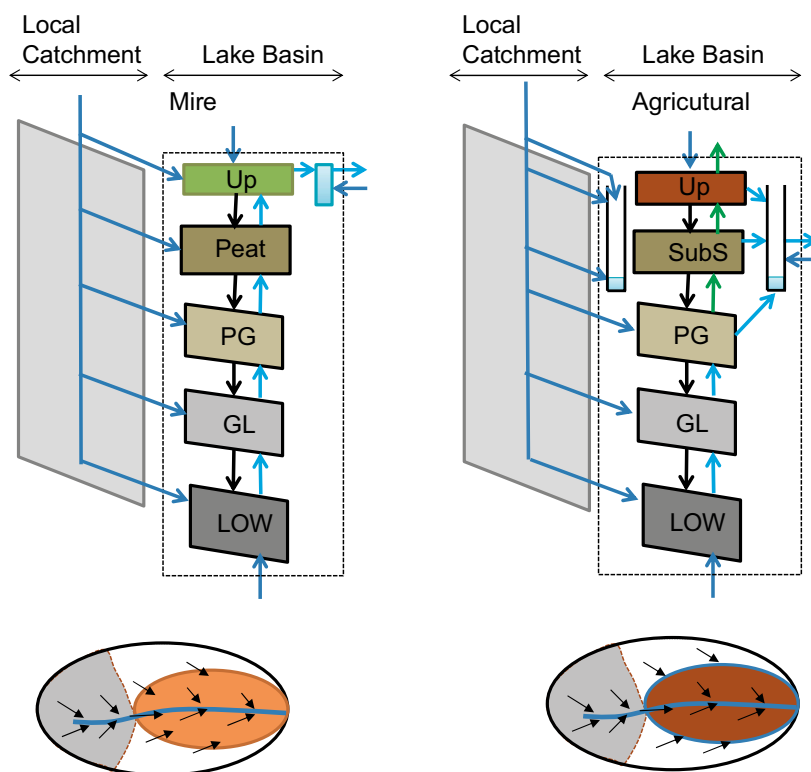 Local
Catchment
Lake Basin
Mire
Up
Peat
PG
GL
LOW
Local
Catchment
Lake Basin
Agricutural
Up
SubS
PG
GL
LOW